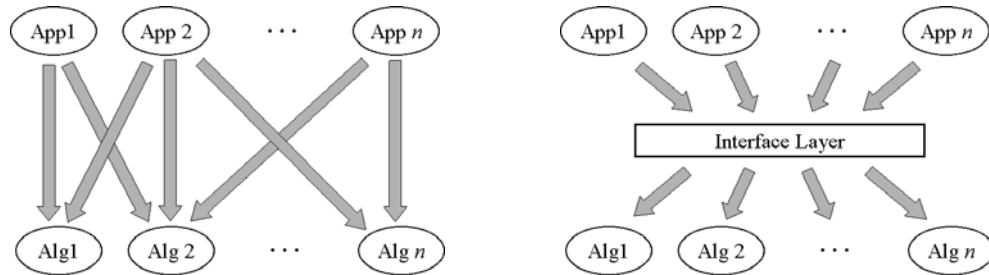 App1 App 2 ... App n App1 App 2 ... App n
Interface Layer
Alg1 Alg 2 ... Alg n Alg1 Alg 2 ... Alg n